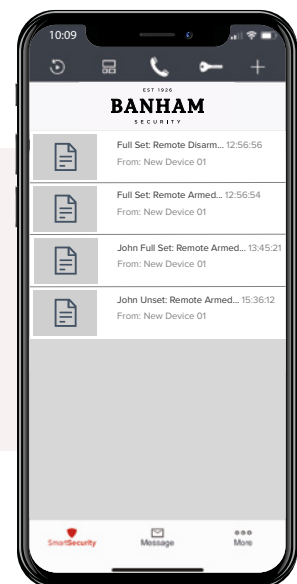 10:09
EST 1926
BANHAM
SECURITY
Full Set: Remote Disarm... 12:56:56
From: New Device 01
Full Set: Remote Armed... 12:56:54
From: New Device 01
John Full Set: Remote Armed... 13:45:21
From: New Device 01
John Unset: Remote Armed... 15:36:12
From: New Device 01
SmartSecurity
Message
More